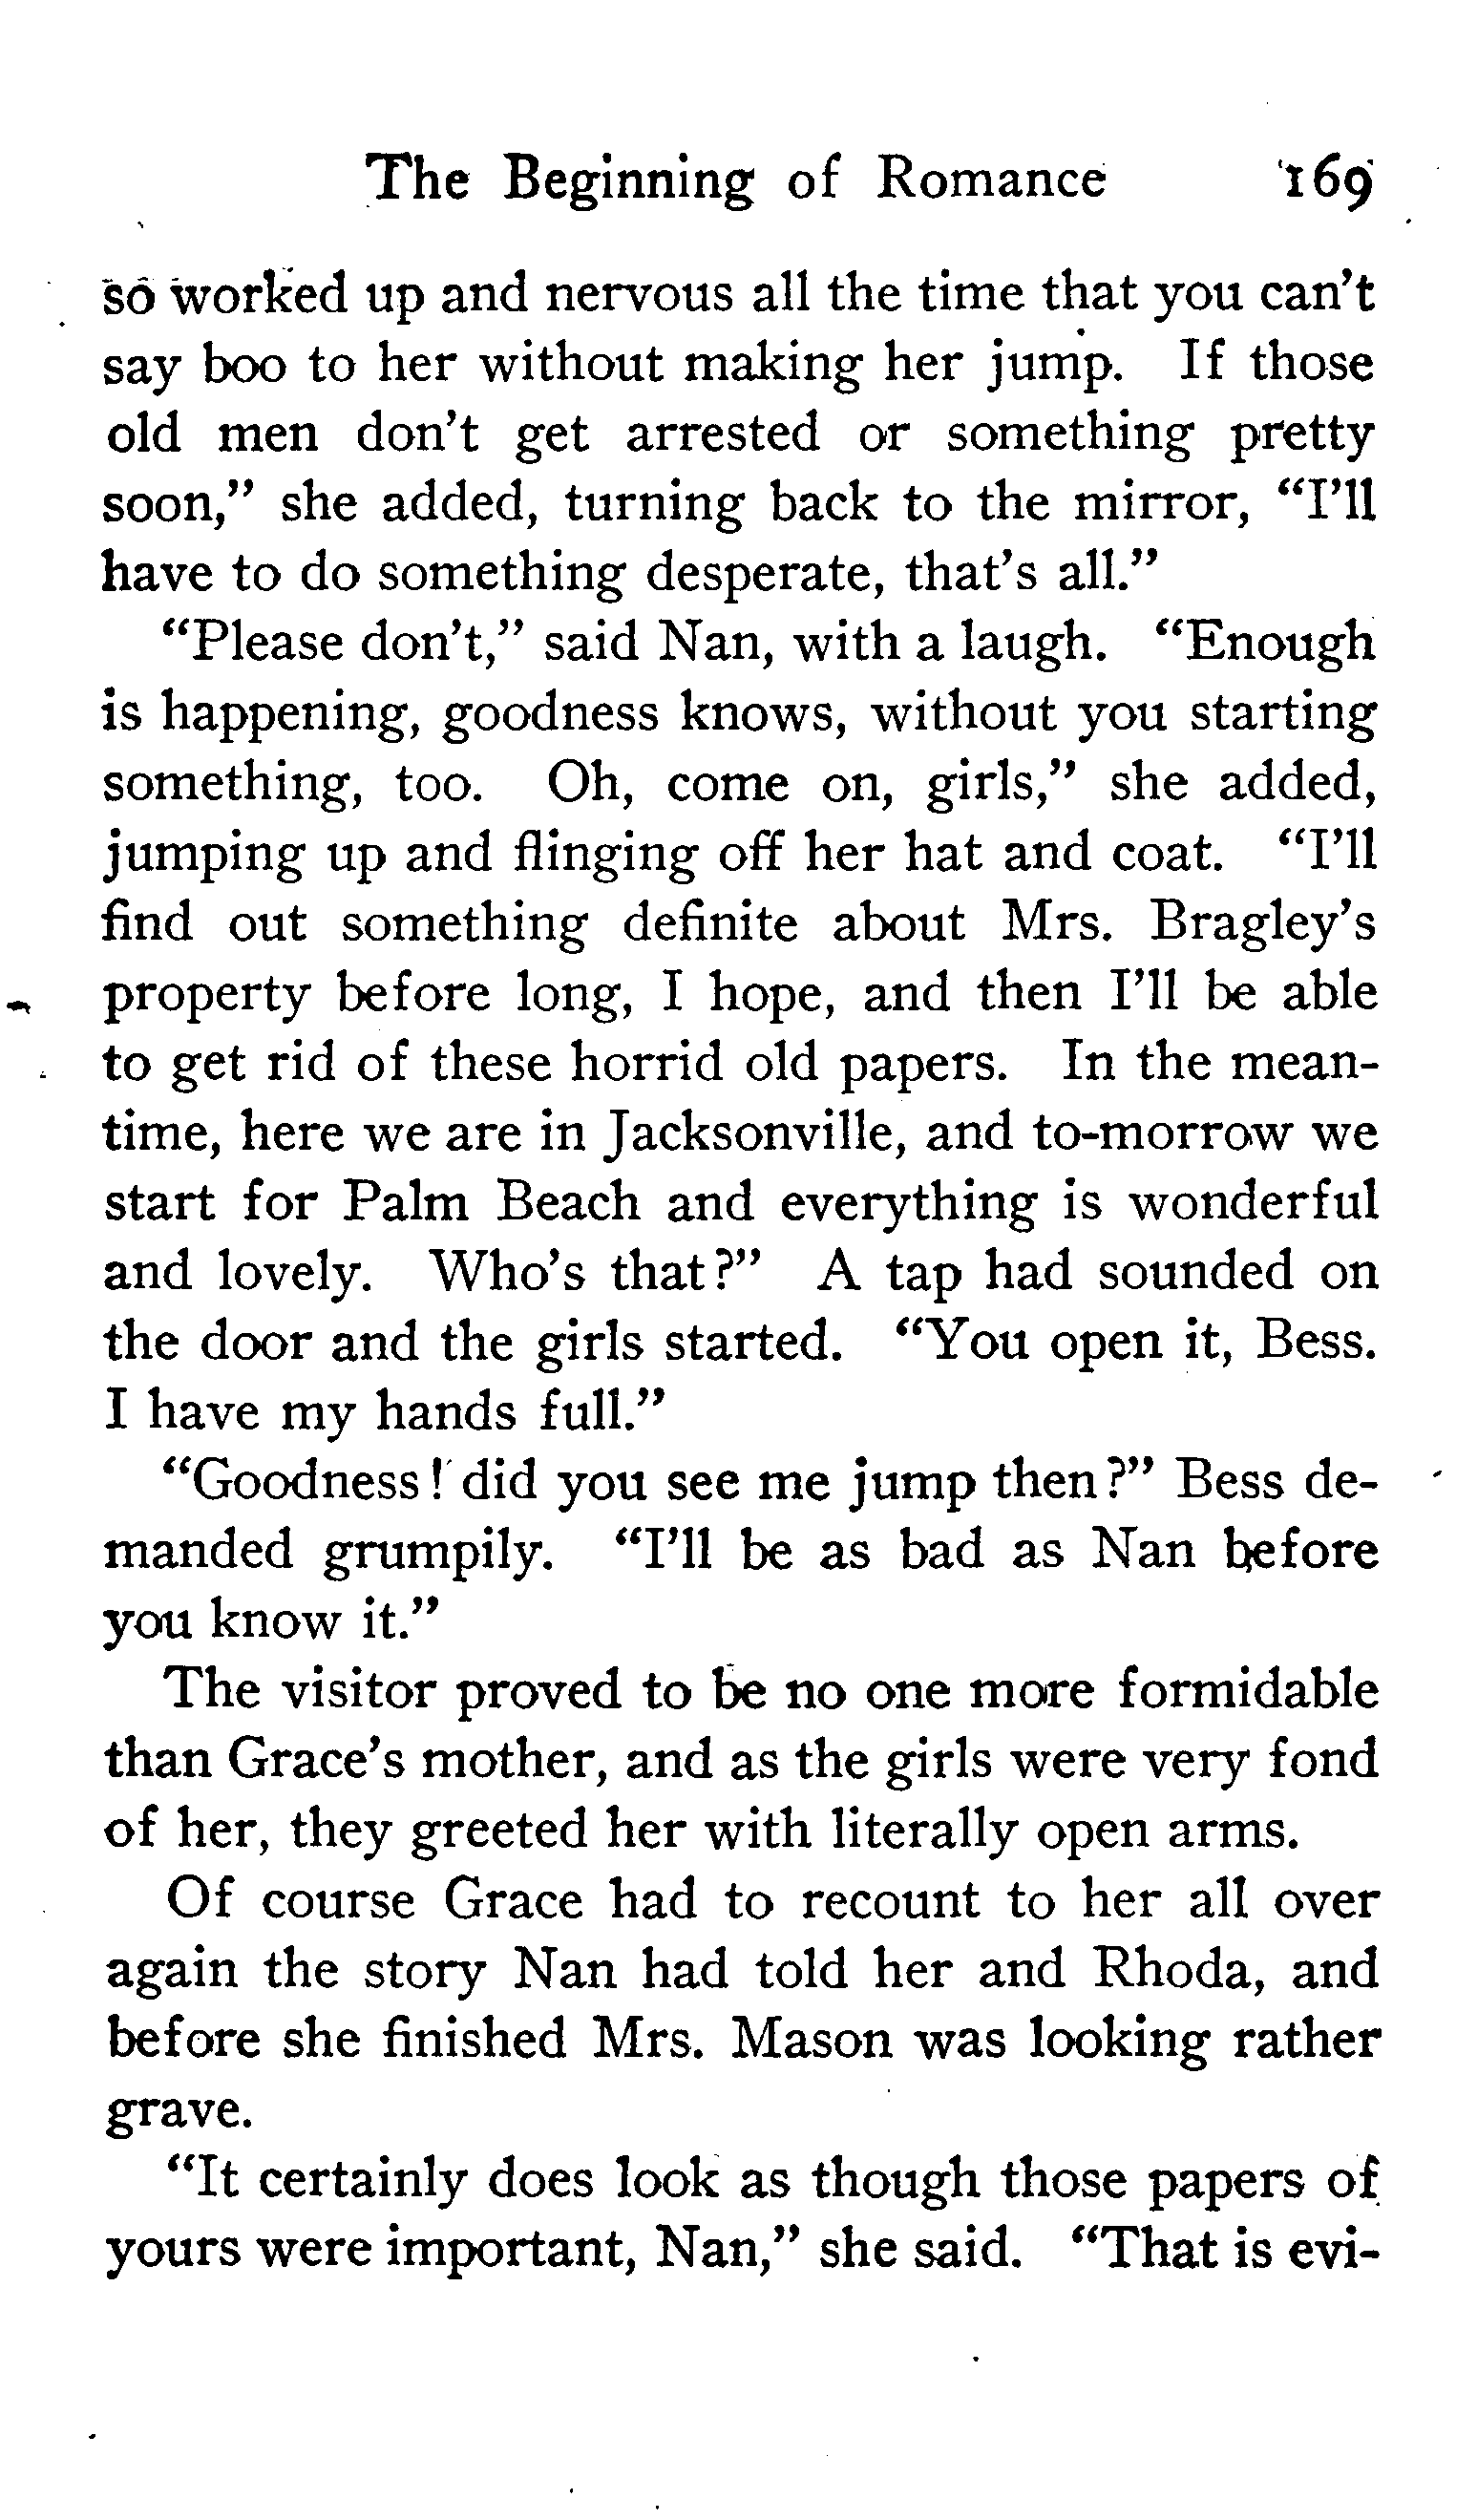 The Beginning of Romance 169
so worked up and nervous all the time that you can't
say boo to her without making her jump. If those
old men don't get arrested or something pretty
soon," she added, turning back to the mirror, "I'll
have to do something desperate, that's all."
"Please don't," said Nan, with a laugh. "Enough
is happening, goodness knows, without you starting
something, too. Oh, come on, girls," she added,
jumping up and flinging off her hat and coat. "I'll
find out something definite about Mrs. Bragley's
property before long, I hope, and then I'll be able
to get rid of these horrid old papers. In the mean-
time, here we are in Jacksonville, and to-morrow we
start for Palm Beach and everything is wonderful
and lovely. Who's that?" A tap had sounded on
the door and the girls started. "You open it, Bess.
I have my hands full."
"Goodness! did you see me jump then?" Bess de-
manded grumpily. "I'll be as bad as Nan before
you know it."
The visitor proved to be no one more formidable
than Grace's mother, and as the girls were very fond
of her, they greeted her with literally open arms.
Of course Grace had to recount to her all over
again the story Nan had told her and Rhoda, and
before she finished Mrs. Mason was looking rather
grave.
"It certainly does look as though those papers of
yours were important, Nan," she said. "That is evi-